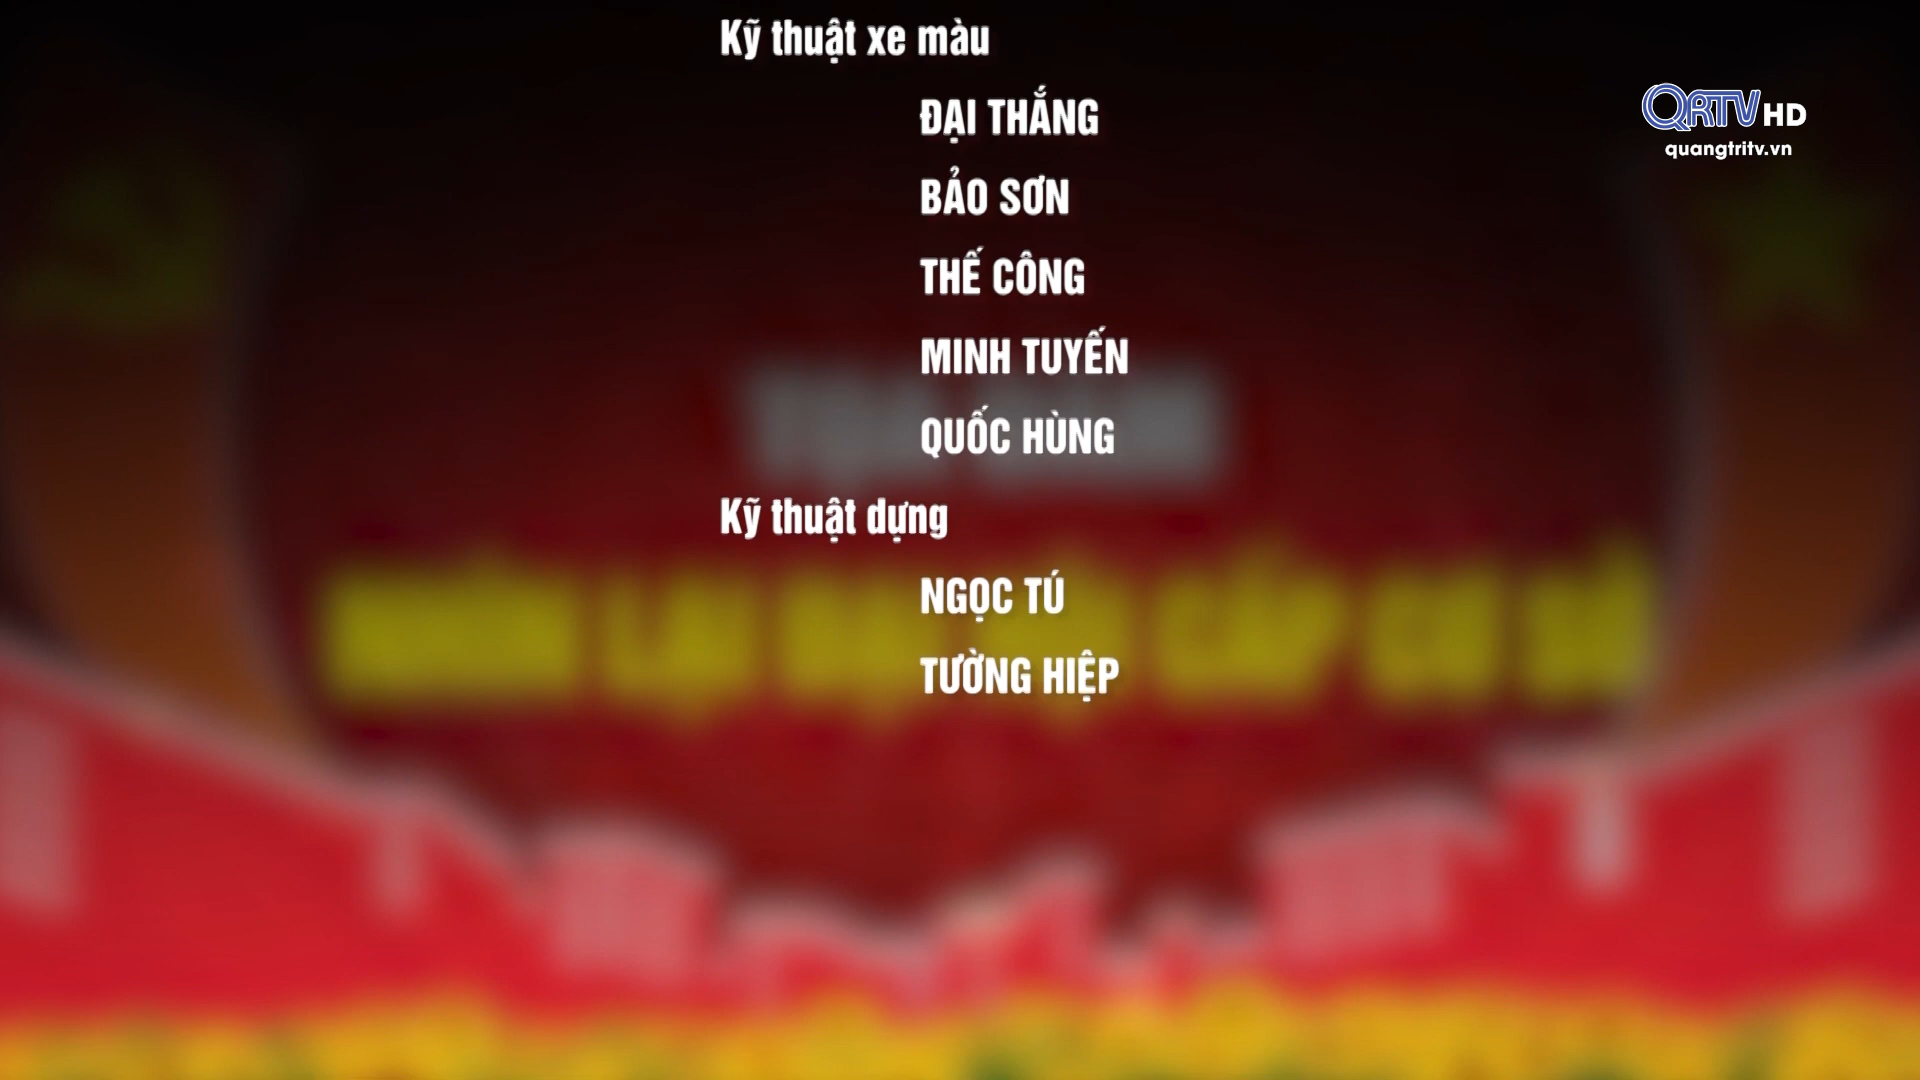 Kỹ thuật xe màu
ĐẠI THẮNG
BẢO SƠN
THẾ CÔNG
MINH TUYẾN
QUỐC HÙNG
Kỹ thuật dựng
NGỌC TÚ
TƯỜNG HIỆP
QRTV HD
quangtritv.vn